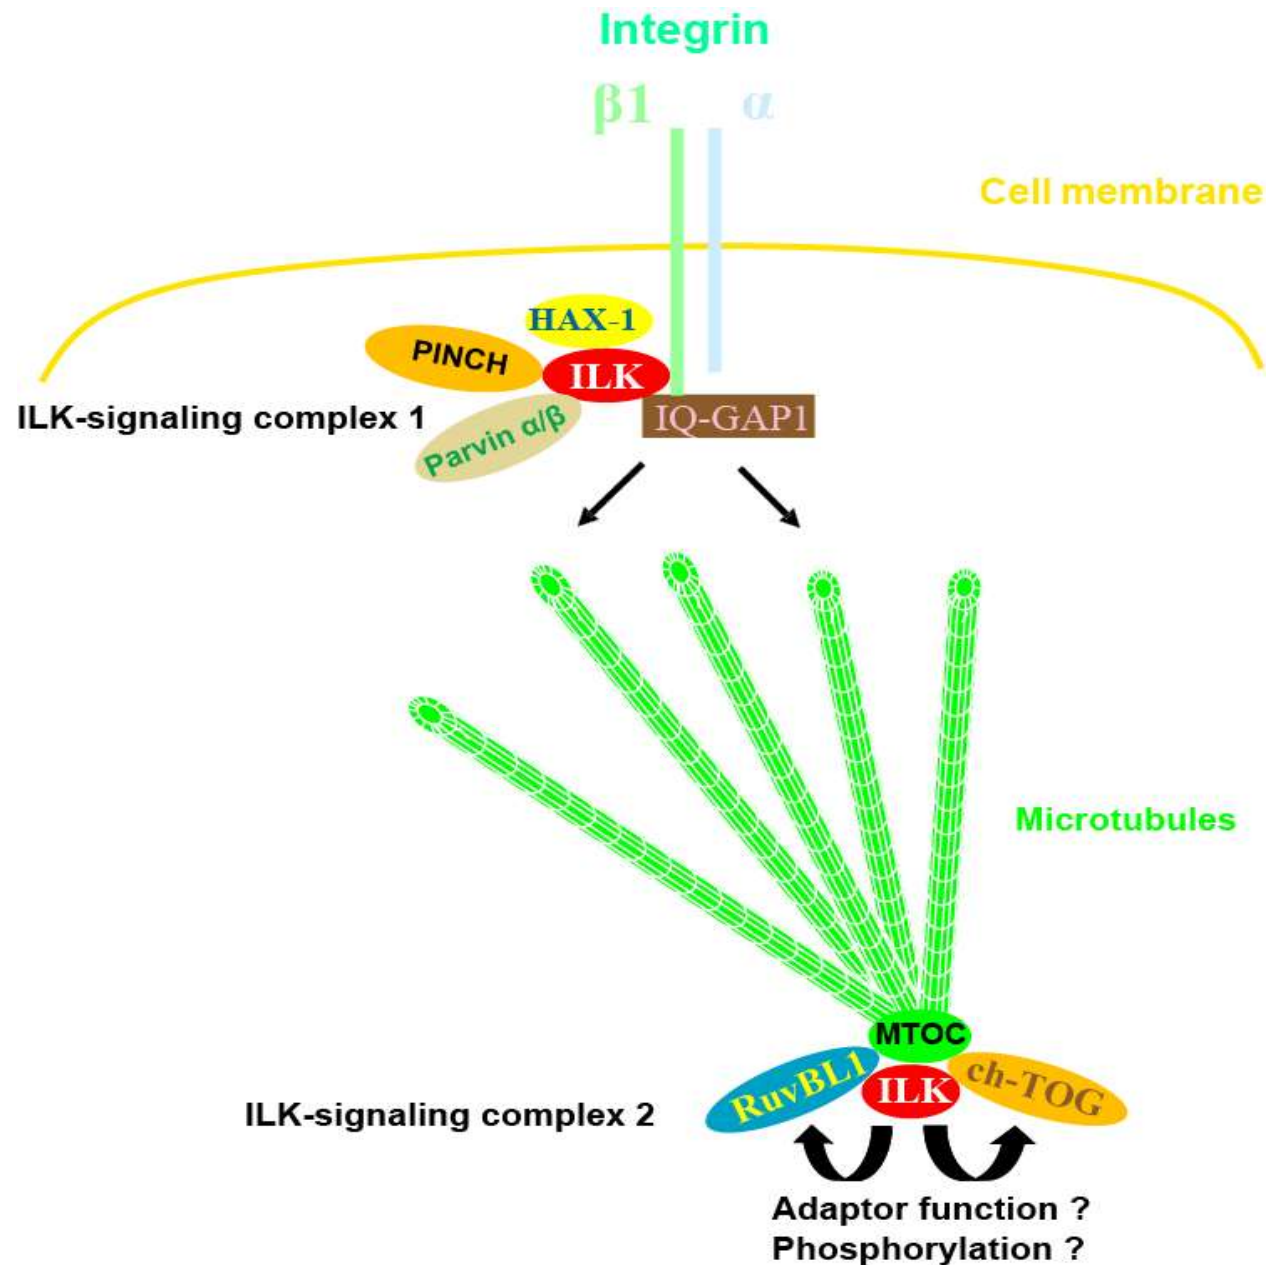 Integrin
β1 α
Cell membrane
HAX-1
PINCH
ILK
ILK-signaling complex 1
IQ-GAP1
Parvin α/β
Microtubules
MTOC
RuvBL1
ILK
ch-TOG
ILK-signaling complex 2
Adaptor function ?
Phosphorylation ?